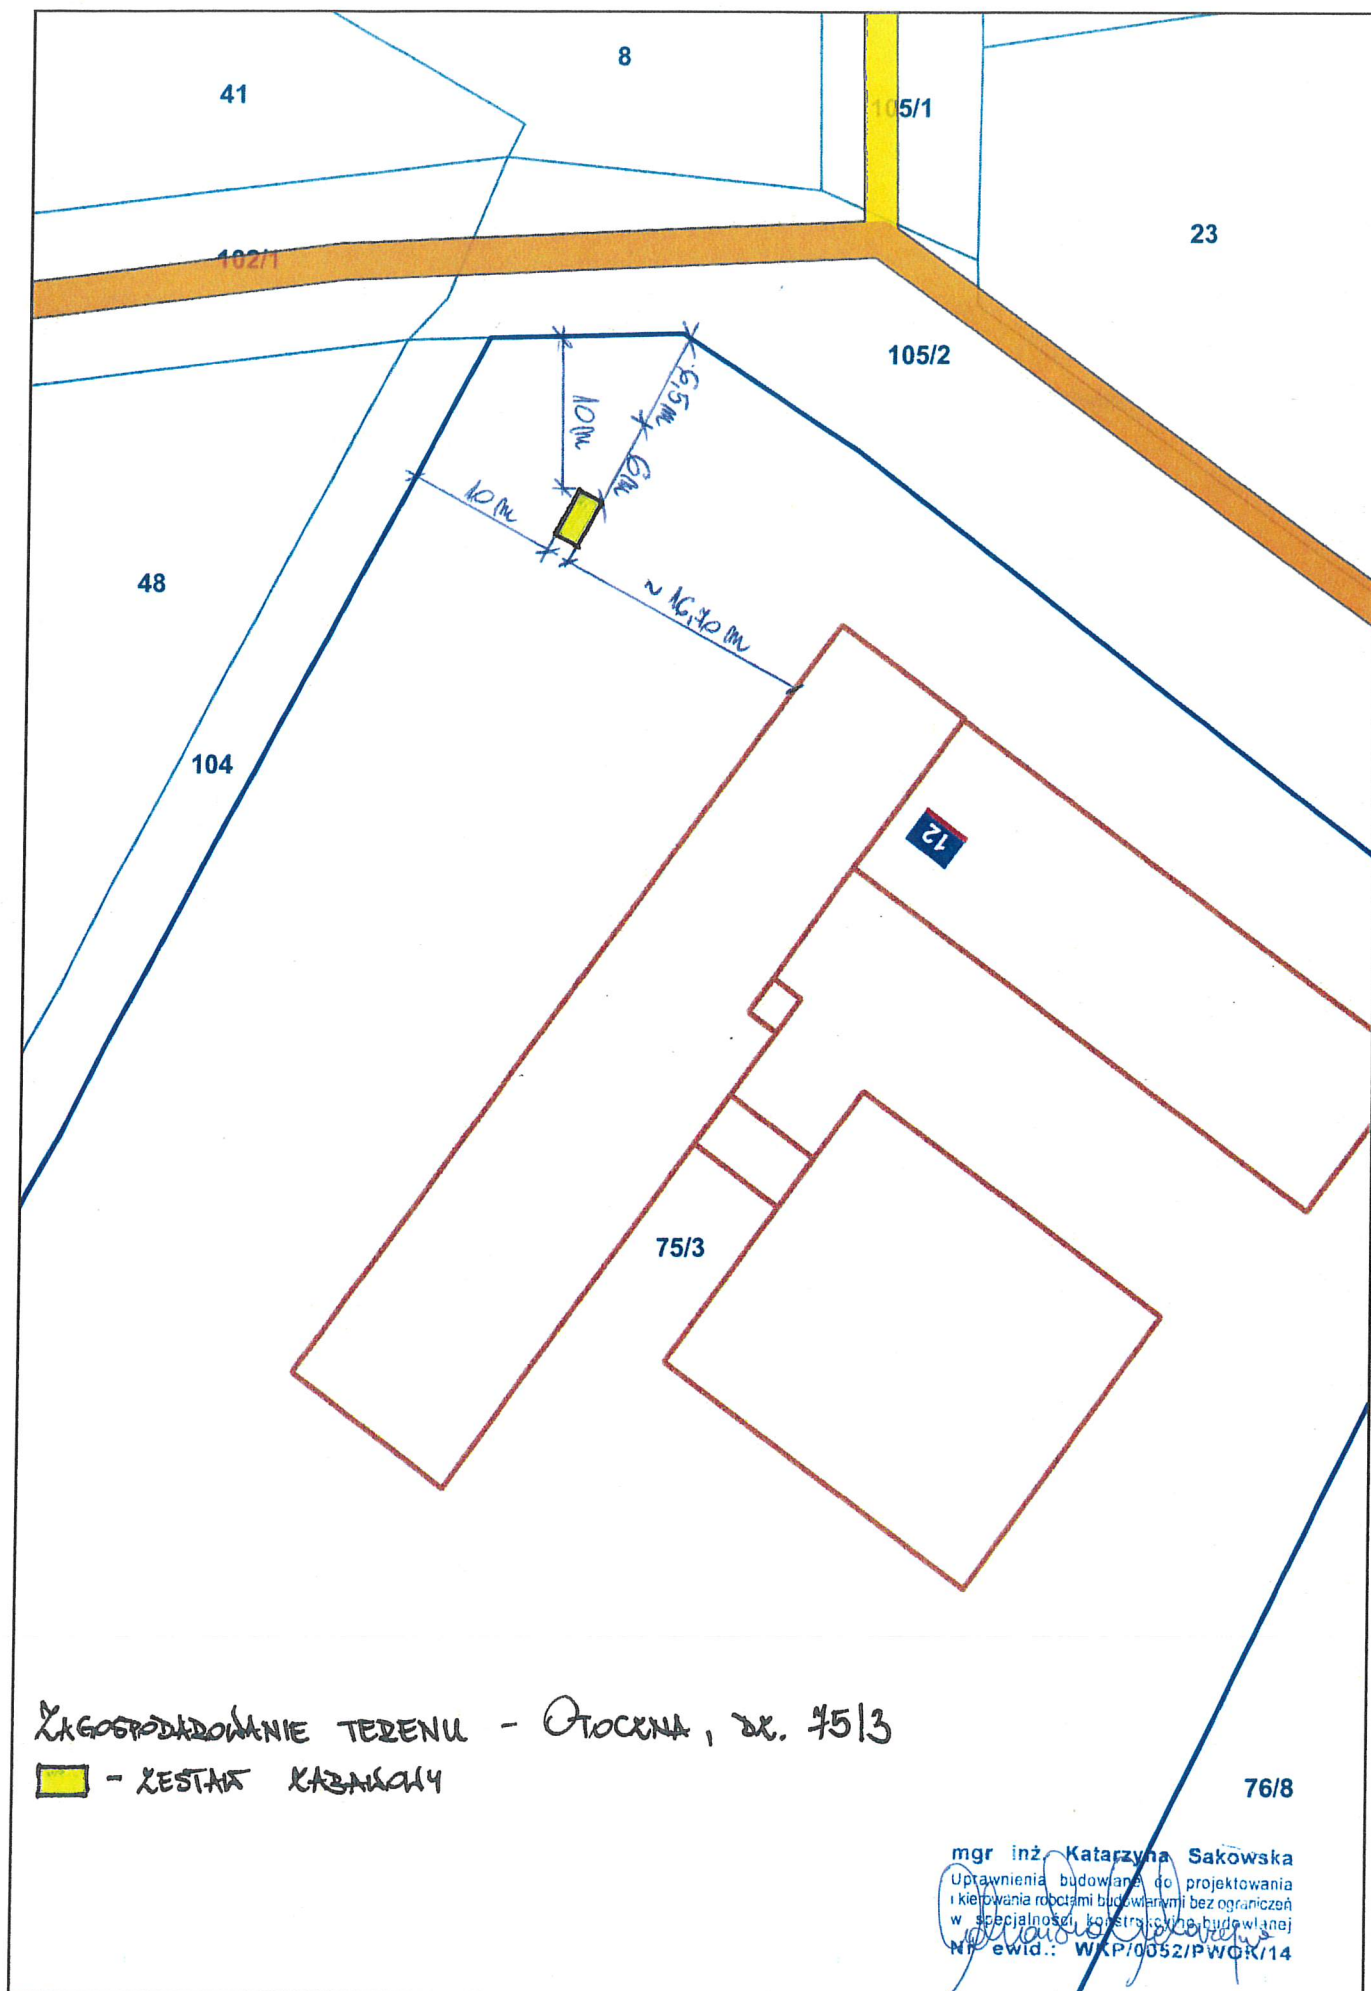 8
41
105/1
23
102/1
105/2
6,5m
10m
6m
10m
48
~ 16,70 m
104
12
75/3
ZAGOSPODAROWANIE TERENU - OTOCZNA, DZ. 75/3
- ZESTAW ZABAWOWY
76/8
mgr inż. Katarzyna Sakowska
Uprawnienia budowlane do projektowania
i kierowania robotami budowlanymi bez ograniczeń
w specjalności konstrukcyjno budowlanej
Nr ewid.: WKP/0052/PWOK/14